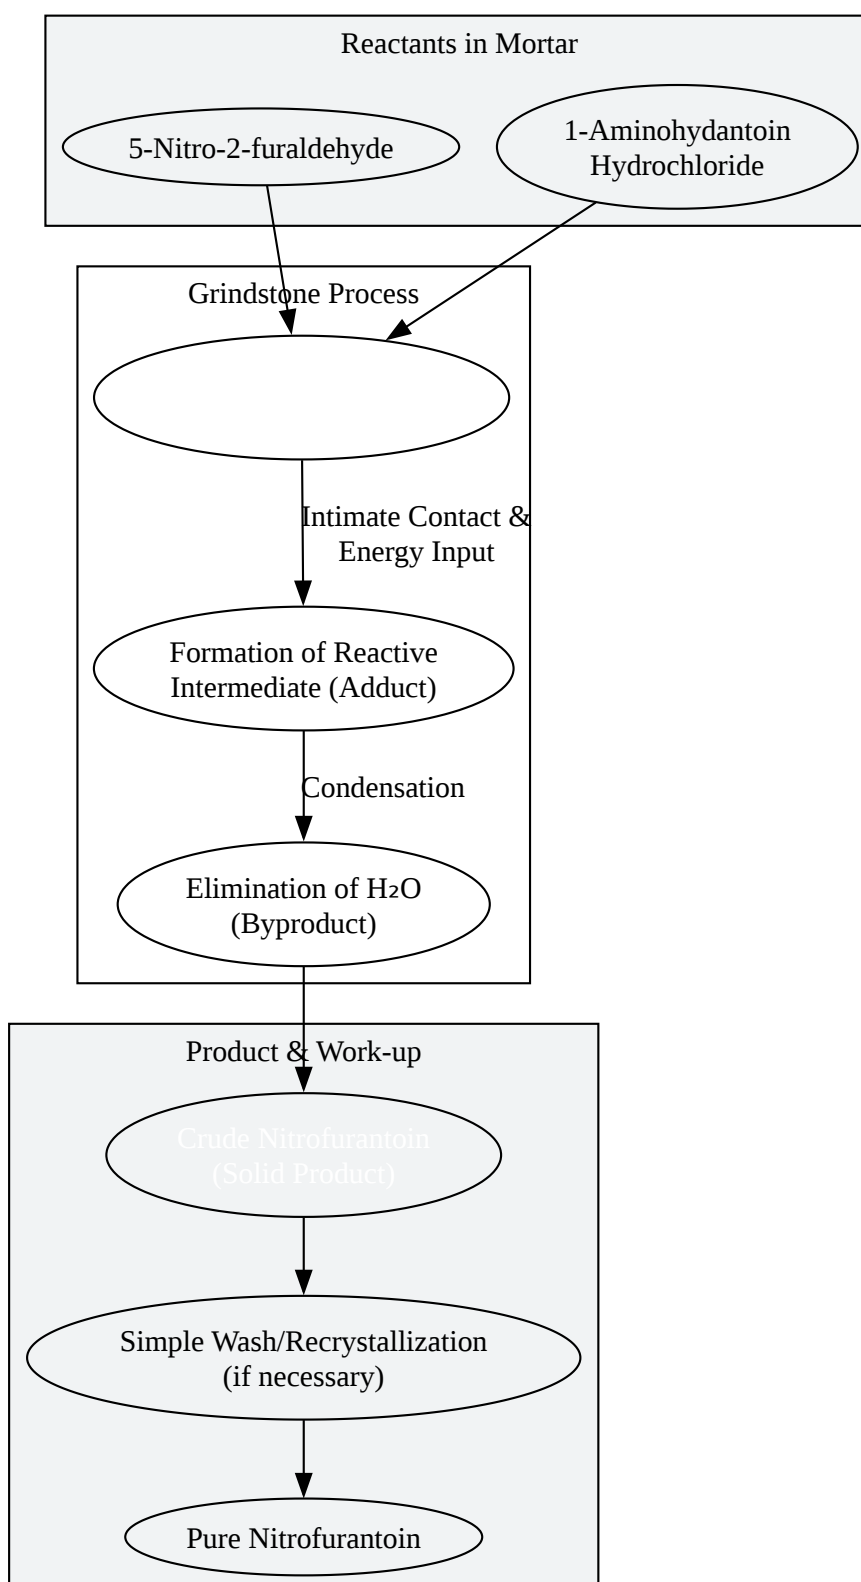 Reactants in Mortar
5-Nitro-2-furaldehyde
1-Aminohydantoin
Hydrochloride
Grindstone Process
Intimate Contact &
Energy Input
Formation of Reactive
Intermediate (Adduct)
Condensation
Elimination of H₂O
(Byproduct)
Product & Work-up
Crude Nitrofurantoin
(Solid Product)
Simple Wash/Recrystallization
(if necessary)
Pure Nitrofurantoin